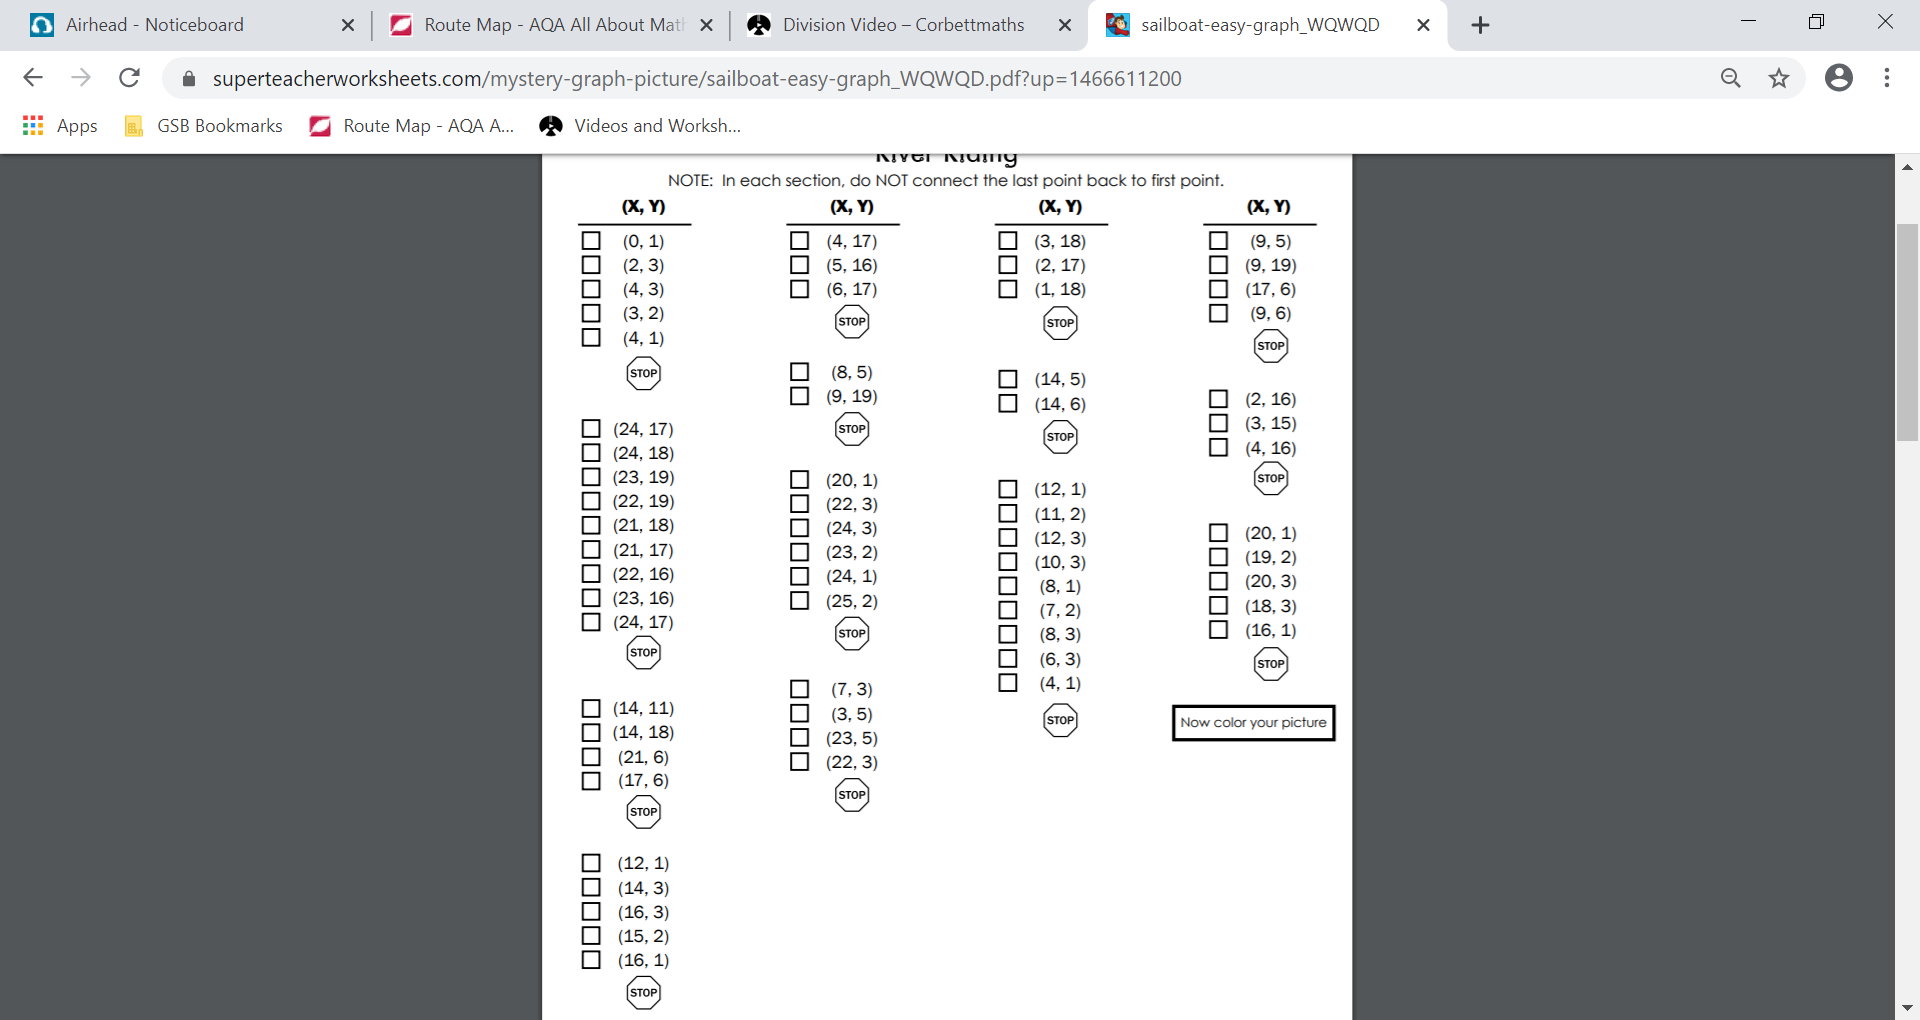 Airhead - Noticeboard
Route Map - AQA All About Math
Division Video – Corbettmaths
sailboat-easy-graph_WQWQD
superteacherworksheets.com/mystery-graph-picture/sailboat-easy-graph_WQWQD.pdf?up=1466611200
Apps
GSB Bookmarks
Route Map - AQA A...
Videos and Worksh...
River Riding
NOTE: In each section, do NOT connect the last point back to first point.
(X, Y)
(0, 1)
(2, 3)
(4, 3)
(3, 2)
(4, 1)
STOP
(24, 17)
(24, 18)
(23, 19)
(22, 19)
(21, 18)
(21, 17)
(22, 16)
(23, 16)
(24, 17)
STOP
(14, 11)
(14, 18)
(21, 6)
(17, 6)
STOP
(12, 1)
(14, 3)
(16, 3)
(15, 2)
(16, 1)
STOP
(X, Y)
(4, 17)
(5, 16)
(6, 17)
STOP
(8, 5)
(9, 19)
STOP
(20, 1)
(22, 3)
(24, 3)
(23, 2)
(24, 1)
(25, 2)
STOP
(7, 3)
(3, 5)
(23, 5)
(22, 3)
STOP
(X, Y)
(3, 18)
(2, 17)
(1, 18)
STOP
(14, 5)
(14, 6)
STOP
(12, 1)
(11, 2)
(12, 3)
(10, 3)
(8, 1)
(7, 2)
(8, 3)
(6, 3)
(4, 1)
STOP
(X, Y)
(9, 5)
(9, 19)
(17, 6)
(9, 6)
STOP
(2, 16)
(3, 15)
(4, 16)
STOP
(20, 1)
(19, 2)
(20, 3)
(18, 3)
(16, 1)
STOP
Now color your picture